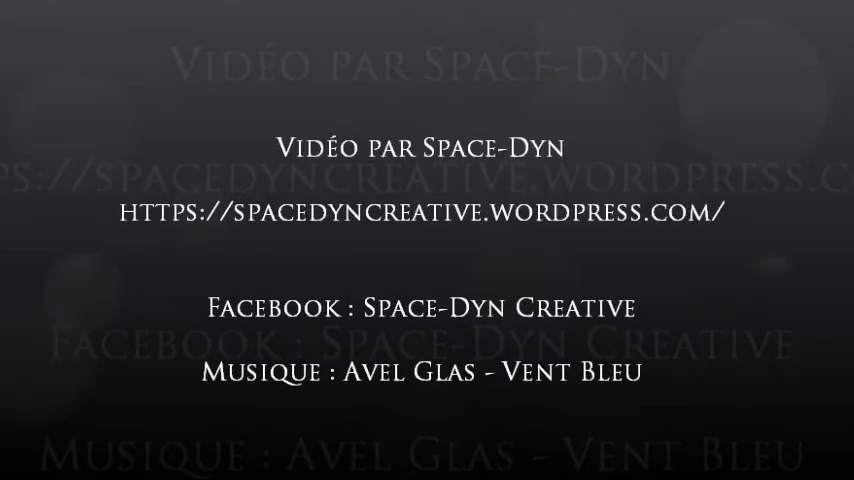 Vidéo par Space-Dyn
https://spacedyncreative.wordpress.com/
Facebook : Space-Dyn Creative
Musique : Avel Glas - Vent Bleu